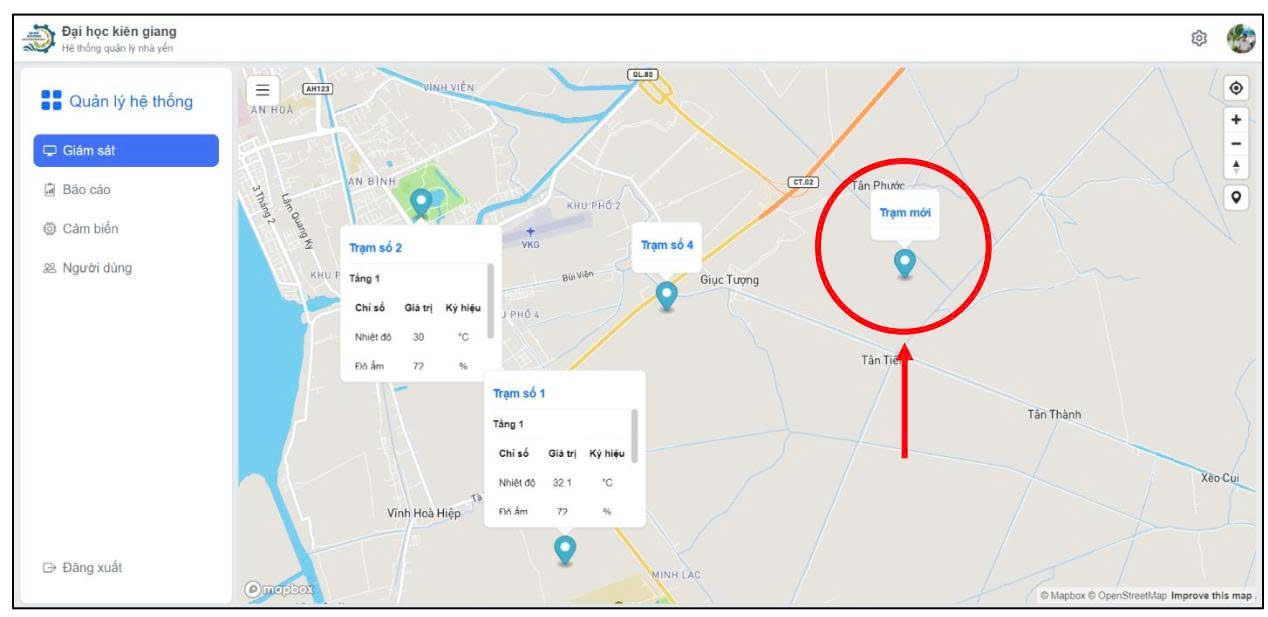 Đại học kiên giang
Hệ thống quản lý nhà yến
Quản lý hệ thống
Giám sát
Báo cáo
Cảm biến
Người dùng
Đăng xuất
AH123
VĨNH VIỄN
QL.80
AN HOÀ
3 Tháng 2
Lâm Quang Ky
AN BÌNH
KHU PHỐ 2
VKG
CT.02
Tân Phước
Trạm mới
Trạm số 2
Tầng 1
Chỉ số Giá trị Ký hiệu
Nhiệt độ 30 °C
Độ ẩm 72 %
Trạm số 4
Bùi Viện
Giục Tượng
KHU P
U PHỐ 4
Tân Tiế
Trạm số 1
Tầng 1
Chỉ số Giá trị Ký hiệu
Nhiệt độ 32.1 °C
Độ ẩm 72 %
Tân Thành
Xẻo Cui
Tà
Vĩnh Hoà Hiệp
MINH LAC
mapbox
© Mapbox © OpenStreetMap Improve this map